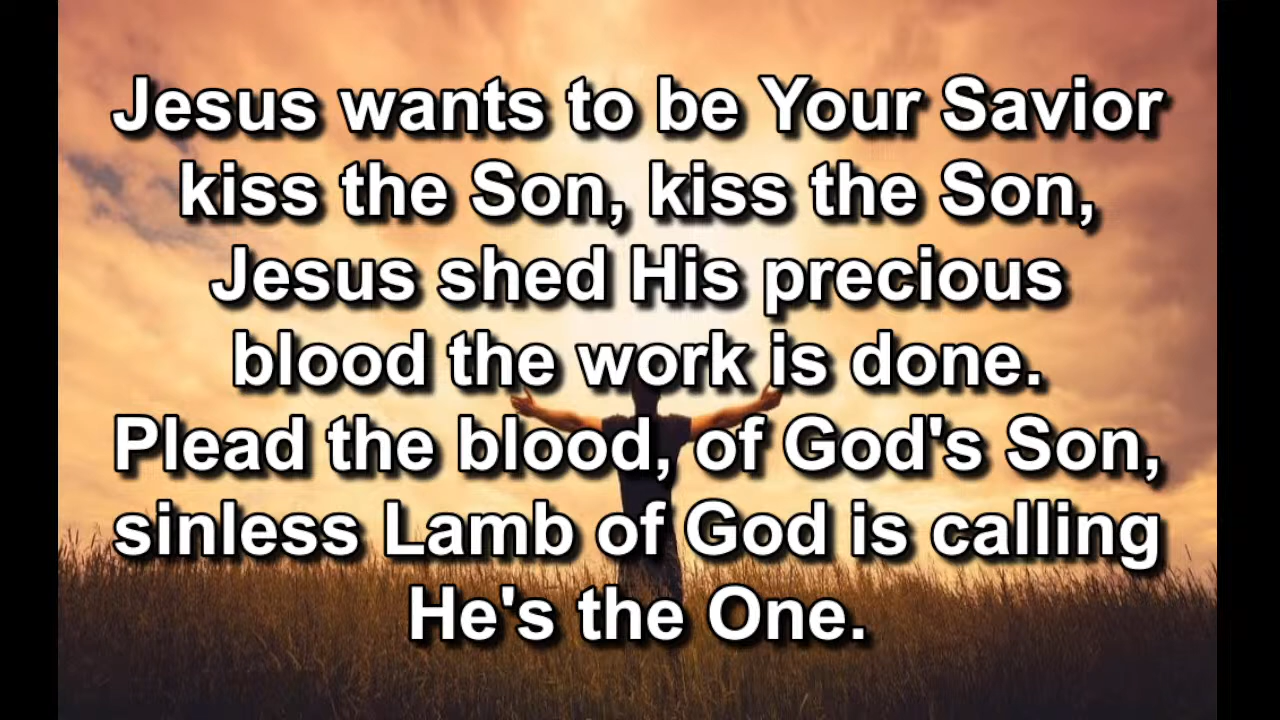 Jesus wants to be Your Savior
kiss the Son, kiss the Son,
Jesus shed His precious
blood the work is done.
Plead the blood, of God's Son,
sinless Lamb of God is calling
He's the One.